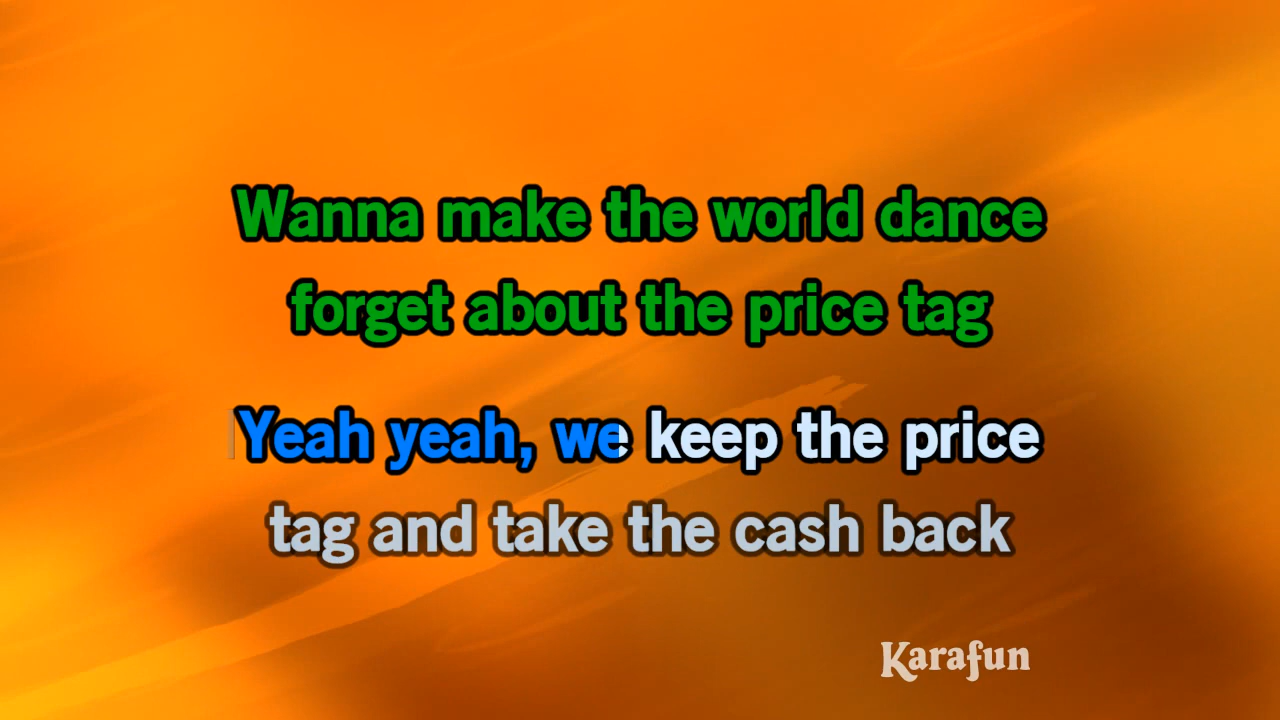 Wanna make the world dance
forget about the price tag
Yeah yeah, we keep the price
tag and take the cash back
Karafun